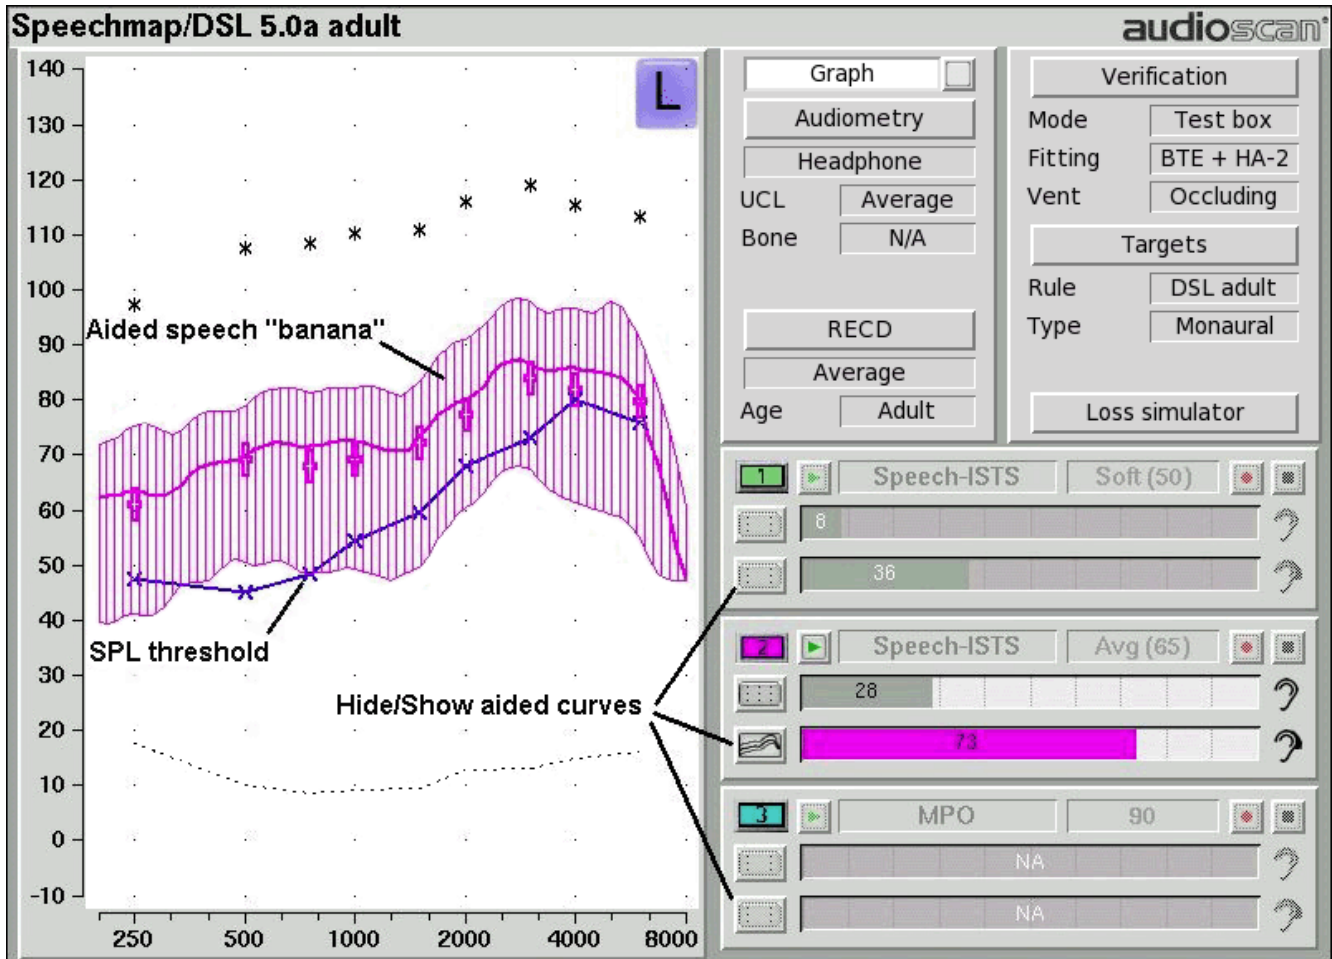 Speechmap/DSL 5.0a adult
audioscan
140
130
120
110
100
90
80
70
60
50
40
30
20
10
0
-10
250
500
1000
2000
4000
8000
L
Aided speech "banana"
SPL threshold
Hide/Show aided curves
Graph
Audiometry
Headphone
UCL Average
Bone N/A
RECD
Average
Age Adult
Verification
Mode Test box
Fitting BTE + HA-2
Vent Occluding
Targets
Rule DSL adult
Type Monaural
Loss simulator
1 Speech-ISTS Soft (50)
8
36
2 Speech-ISTS Avg (65)
28
73
3 MPO 90
NA
NA